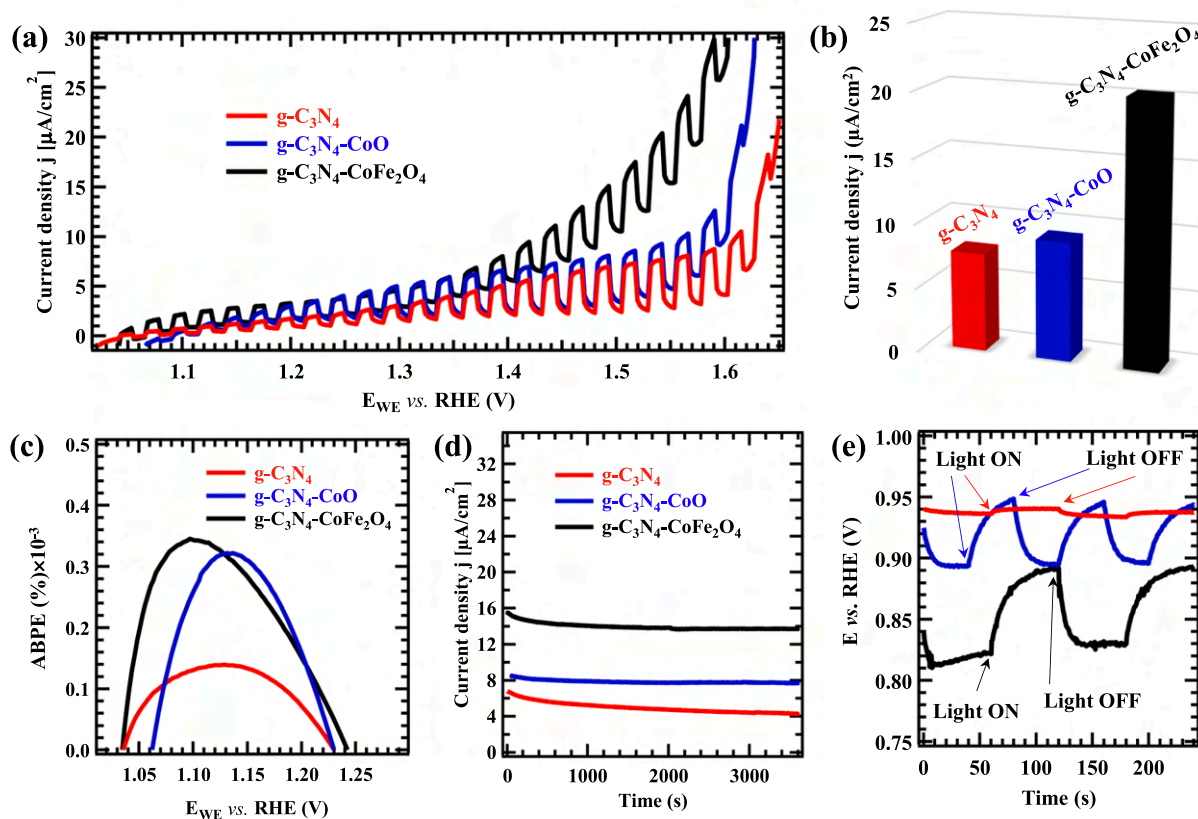 (a)
30
25
20
15
10
5
0
Current density j [µA/cm²]
g-C₃N₄
g-C₃N₄-CoO
g-C₃N₄-CoFe₂O₄
1.1 1.2 1.3 1.4 1.5 1.6
E_WE vs. RHE (V)
(b)
25
20
15
10
5
0
Current density j (µA/cm²)
g-C₃N₄
g-C₃N₄-CoO
g-C₃N₄-CoFe₂O₄
(c)
0.5
0.4
0.3
0.2
0.1
0.0
ABPE (%)×10⁻³
g-C₃N₄
g-C₃N₄-CoO
g-C₃N₄-CoFe₂O₄
1.05 1.10 1.15 1.20 1.25
E_WE vs. RHE (V)
(d)
32
28
24
20
16
12
8
4
0
Current density j [µA/cm²]
g-C₃N₄
g-C₃N₄-CoO
g-C₃N₄-CoFe₂O₄
0 1000 2000 3000
Time (s)
(e)
1.00
0.95
0.90
0.85
0.80
0.75
E vs. RHE (V)
Light ON
Light OFF
Light ON
Light OFF
0 50 100 150 200
Time (s)